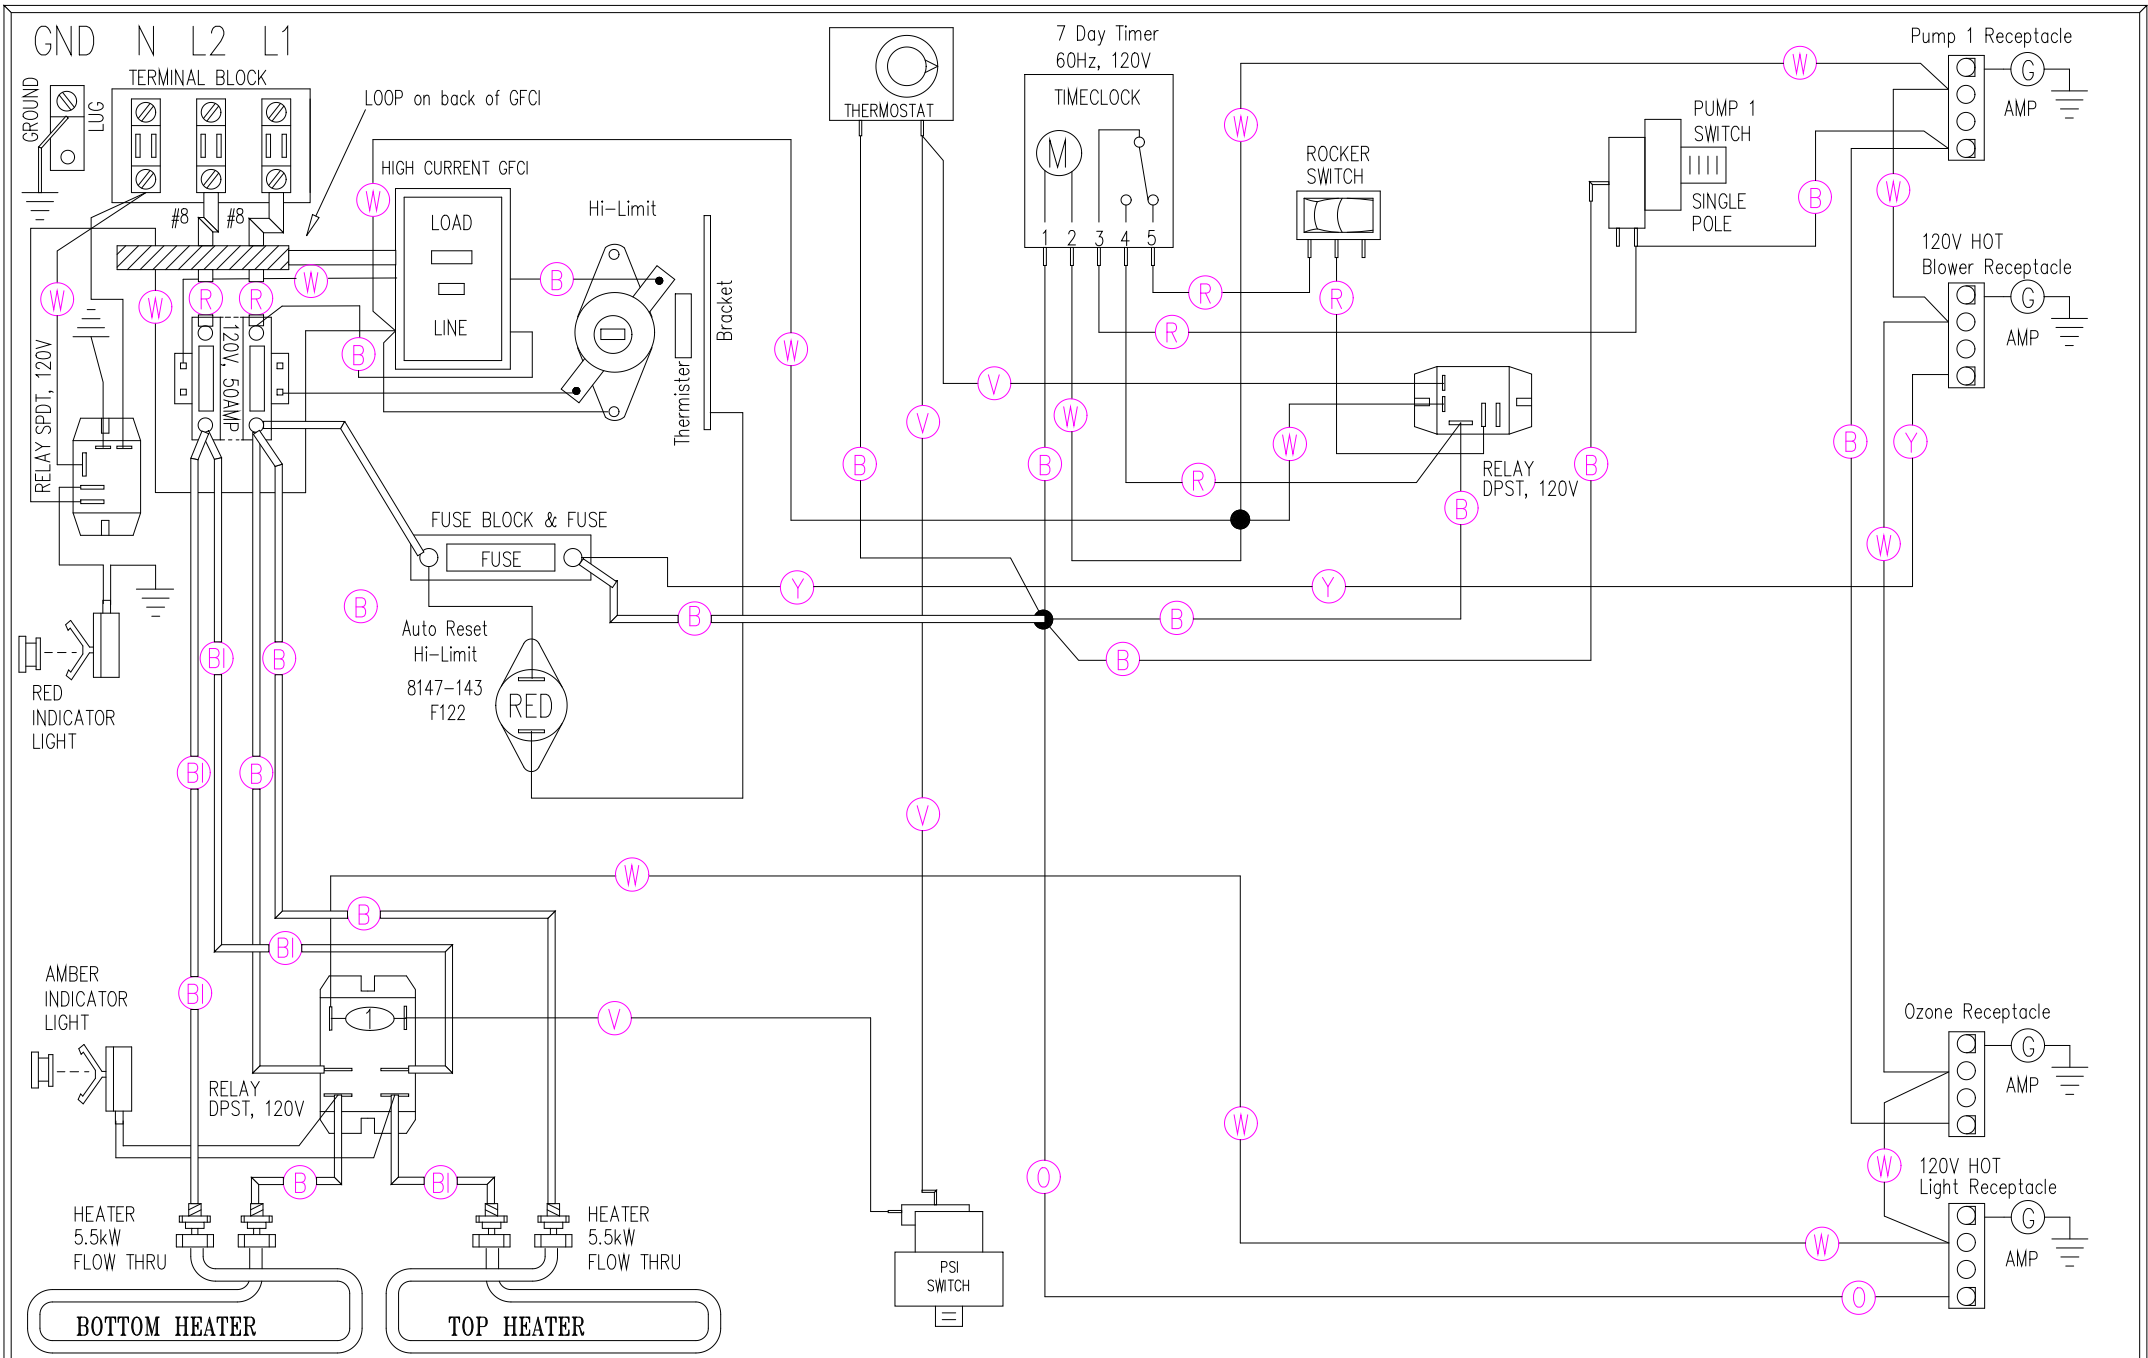 GND N L2 L1
TERMINAL BLOCK
GROUND
LUG
LOOP on back of GFCI
#8 #8
HIGH CURRENT GFCI
LOAD
LINE
W
W
W
W
R
R
B
B
120V, 50AMP
RELAY SPDT, 120V
Hi-Limit
Thermister
Bracket
THERMOSTAT
7 Day Timer
60Hz, 120V
TIMECLOCK
M
1 2 3 4 5
ROCKER
SWITCH
PUMP 1
SWITCH
SINGLE
POLE
Pump 1 Receptacle
G
AMP
120V HOT
Blower Receptacle
G
AMP
W
W
W
B
W
R
R
R
W
V
V
W
W
B
B
R
B
B
B
Y
RELAY
DPST, 120V
W
FUSE BLOCK & FUSE
FUSE
Y
Y
B
B
B
B
Auto Reset
Hi-Limit
8147-143
F122
RED
RED
INDICATOR
LIGHT
BI
B
BI
B
V
W
B
BI
BI
AMBER
INDICATOR
LIGHT
1
V
RELAY
DPST, 120V
Ozone Receptacle
G
AMP
W
W
O
B
BI
120V HOT
Light Receptacle
G
AMP
HEATER
5.5kW
FLOW THRU
HEATER
5.5kW
FLOW THRU
PSI
SWITCH
W
O
BOTTOM HEATER
TOP HEATER